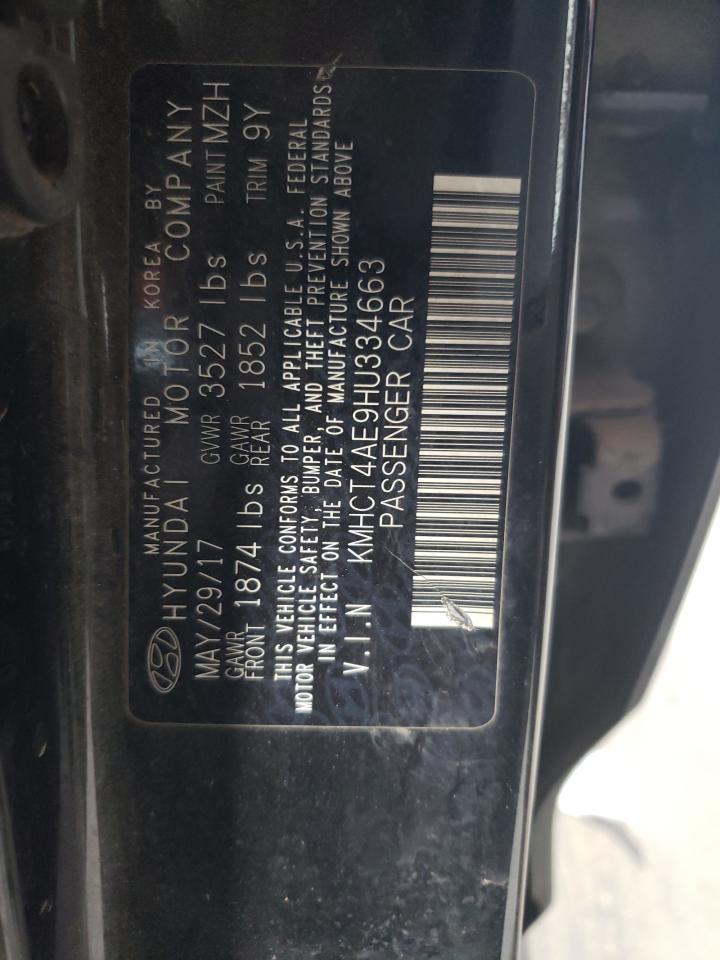 MANUFACTURED IN KOREA BY
HYUNDAI MOTOR COMPANY
MAY/29/17 GVWR 3527 lbs PAINT MZH
GAWR FRONT 1874 lbs GAWR REAR 1852 lbs TRIM 9Y
THIS VEHICLE CONFORMS TO ALL APPLICABLE U.S.A. FEDERAL
MOTOR VEHICLE SAFETY, BUMPER, AND THEFT PREVENTION STANDARDS
IN EFFECT ON THE DATE OF MANUFACTURE SHOWN ABOVE
V.I.N KMHCT4AE9HU334663
PASSENGER CAR